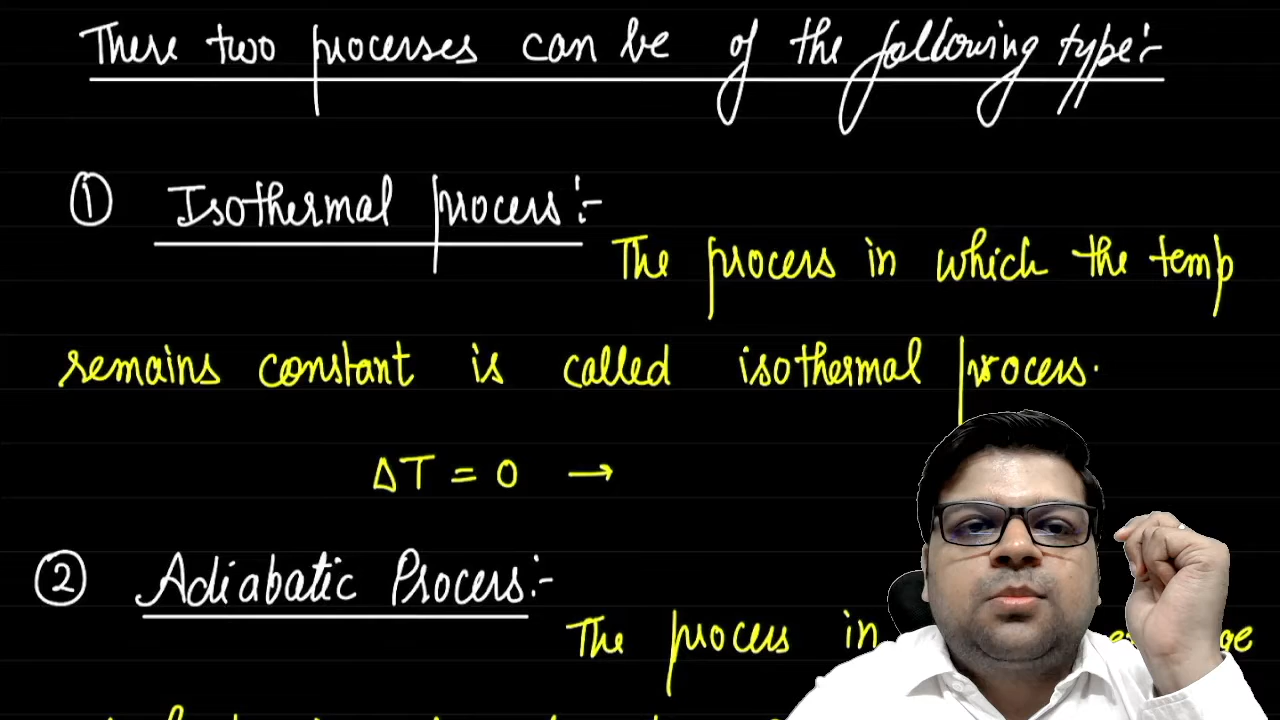 These two processes can be of the following type:-
① Isothermal process:-
The process in which the temp
remains constant is called isothermal process.
ΔT = 0 →
② Adiabatic Process:-
The process in